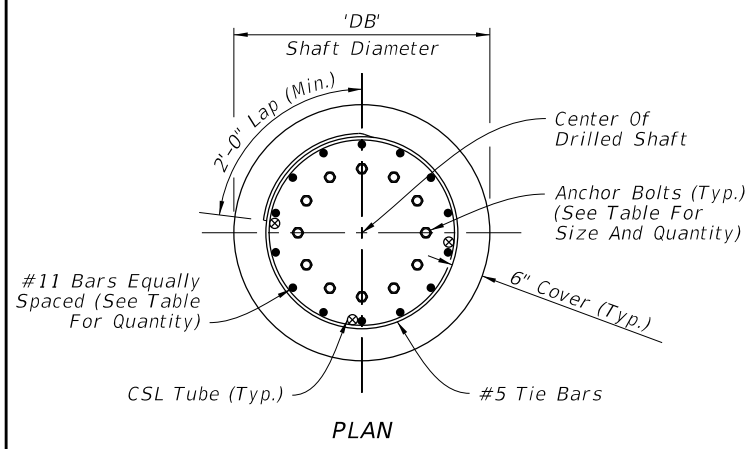 'DB'
Shaft Diameter
2'-0" Lap (Min.)
Center Of
Drilled Shaft
Anchor Bolts (Typ.)
(See Table For
Size And Quantity)
#11 Bars Equally
Spaced (See Table
For Quantity)
6" Cover (Typ.)
CSL Tube (Typ.)
#5 Tie Bars
PLAN